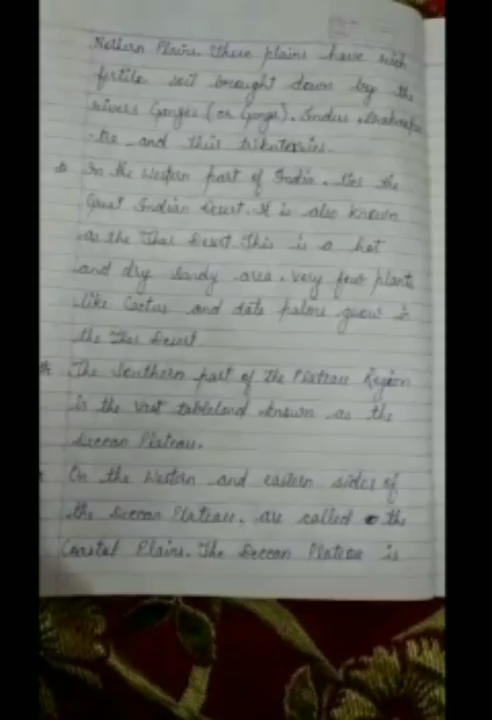 Nothern Plains. These plains have rich
fertile soil brought down by the
rivers Ganges (or Ganga). Indus. Brahmapu
-tra and their tributaries.
In the Western part of India. lies the
Great Indian Desert. It is also known
as the Thar Desert. This is a hot
and dry sandy area. very few plants
like Cactus and date palms grow in
the Thar Desert
The Southern part of the Plateau Region
is the vast tableland known as the
Deccan Plateau.
On the Western and eastern sides of
the Deccan Plateau. are called the
Coastal Plains. The Deccan Plateau is